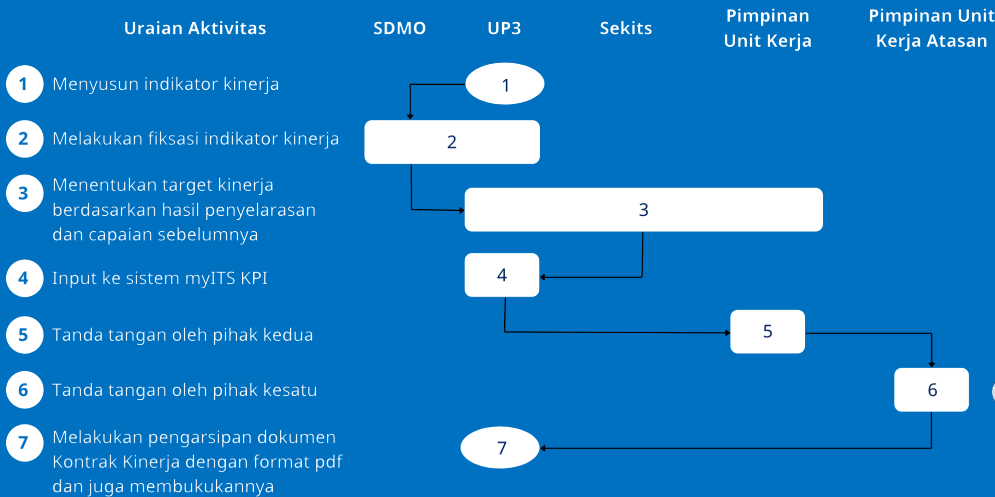 Uraian Aktivitas
SDMO
UP3
Sekits
Pimpinan
Unit Kerja
Pimpinan Unit
Kerja Atasan
1 Menyusun indikator kinerja
1
2 Melakukan fiksasi indikator kinerja
2
3 Menentukan target kinerja
berdasarkan hasil penyelarasan
dan capaian sebelumnya
3
4 Input ke sistem myITS KPI
4
5 Tanda tangan oleh pihak kedua
5
6 Tanda tangan oleh pihak kesatu
6
7 Melakukan pengarsipan dokumen
Kontrak Kinerja dengan format pdf
dan juga membukukannya
7